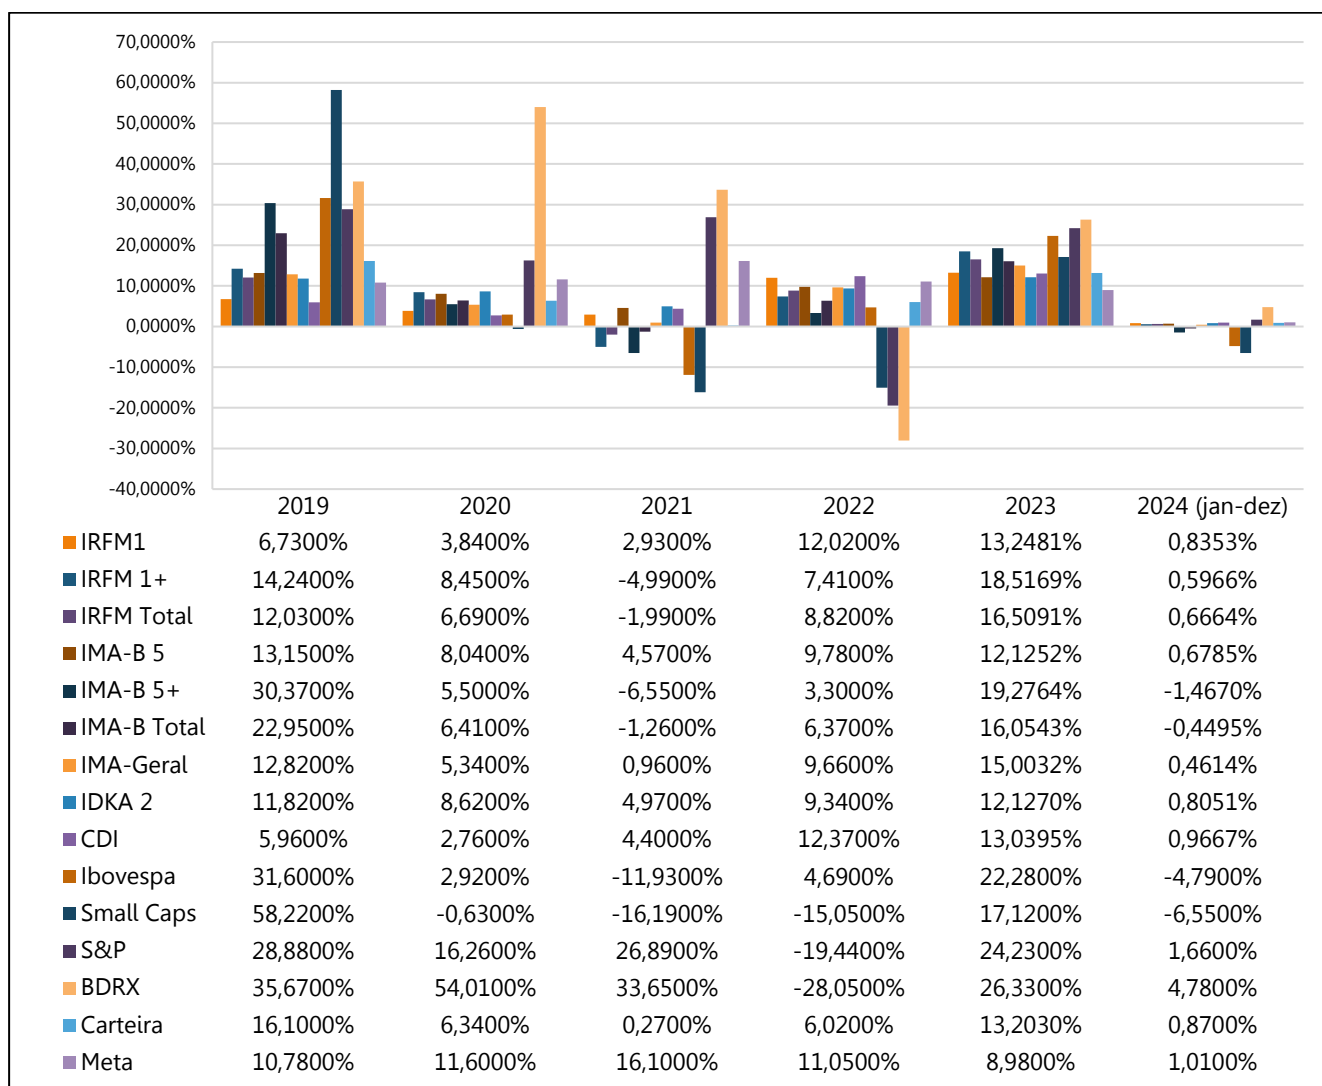 70,0000%
60,0000%
50,0000%
40,0000%
30,0000%
20,0000%
10,0000%
0,0000%
-10,0000%
-20,0000%
-30,0000%
-40,0000%
2019 2020 2021 2022 2023 2024 (jan-dez)
IRFM1 6,7300% 3,8400% 2,9300% 12,0200% 13,2481% 0,8353%
IRFM 1+ 14,2400% 8,4500% -4,9900% 7,4100% 18,5169% 0,5966%
IRFM Total 12,0300% 6,6900% -1,9900% 8,8200% 16,5091% 0,6664%
IMA-B 5 13,1500% 8,0400% 4,5700% 9,7800% 12,1252% 0,6785%
IMA-B 5+ 30,3700% 5,5000% -6,5500% 3,3000% 19,2764% -1,4670%
IMA-B Total 22,9500% 6,4100% -1,2600% 6,3700% 16,0543% -0,4495%
IMA-Geral 12,8200% 5,3400% 0,9600% 9,6600% 15,0032% 0,4614%
IDKA 2 11,8200% 8,6200% 4,9700% 9,3400% 12,1270% 0,8051%
CDI 5,9600% 2,7600% 4,4000% 12,3700% 13,0395% 0,9667%
Ibovespa 31,6000% 2,9200% -11,9300% 4,6900% 22,2800% -4,7900%
Small Caps 58,2200% -0,6300% -16,1900% -15,0500% 17,1200% -6,5500%
S&P 28,8800% 16,2600% 26,8900% -19,4400% 24,2300% 1,6600%
BDRX 35,6700% 54,0100% 33,6500% -28,0500% 26,3300% 4,7800%
Carteira 16,1000% 6,3400% 0,2700% 6,0200% 13,2030% 0,8700%
Meta 10,7800% 11,6000% 16,1000% 11,0500% 8,9800% 1,0100%